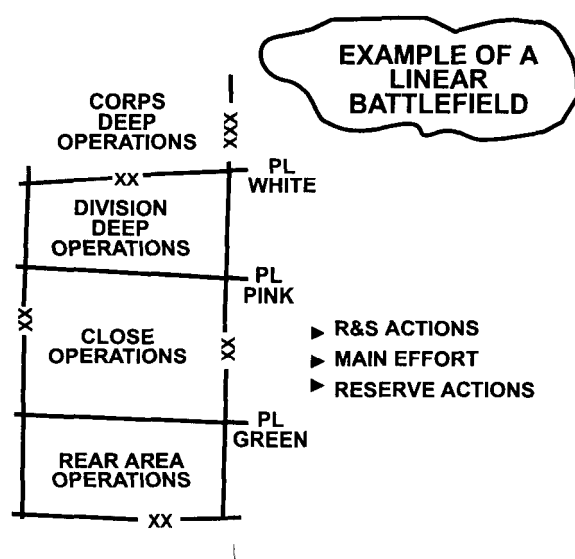 EXAMPLE OF A
LINEAR
BATTLEFIELD
CORPS
DEEP
OPERATIONS
XXX
XX
PL
WHITE
DIVISION
DEEP
OPERATIONS
PL
PINK
XX
CLOSE
OPERATIONS
XX
R&S ACTIONS
MAIN EFFORT
RESERVE ACTIONS
PL
GREEN
REAR AREA
OPERATIONS
XX